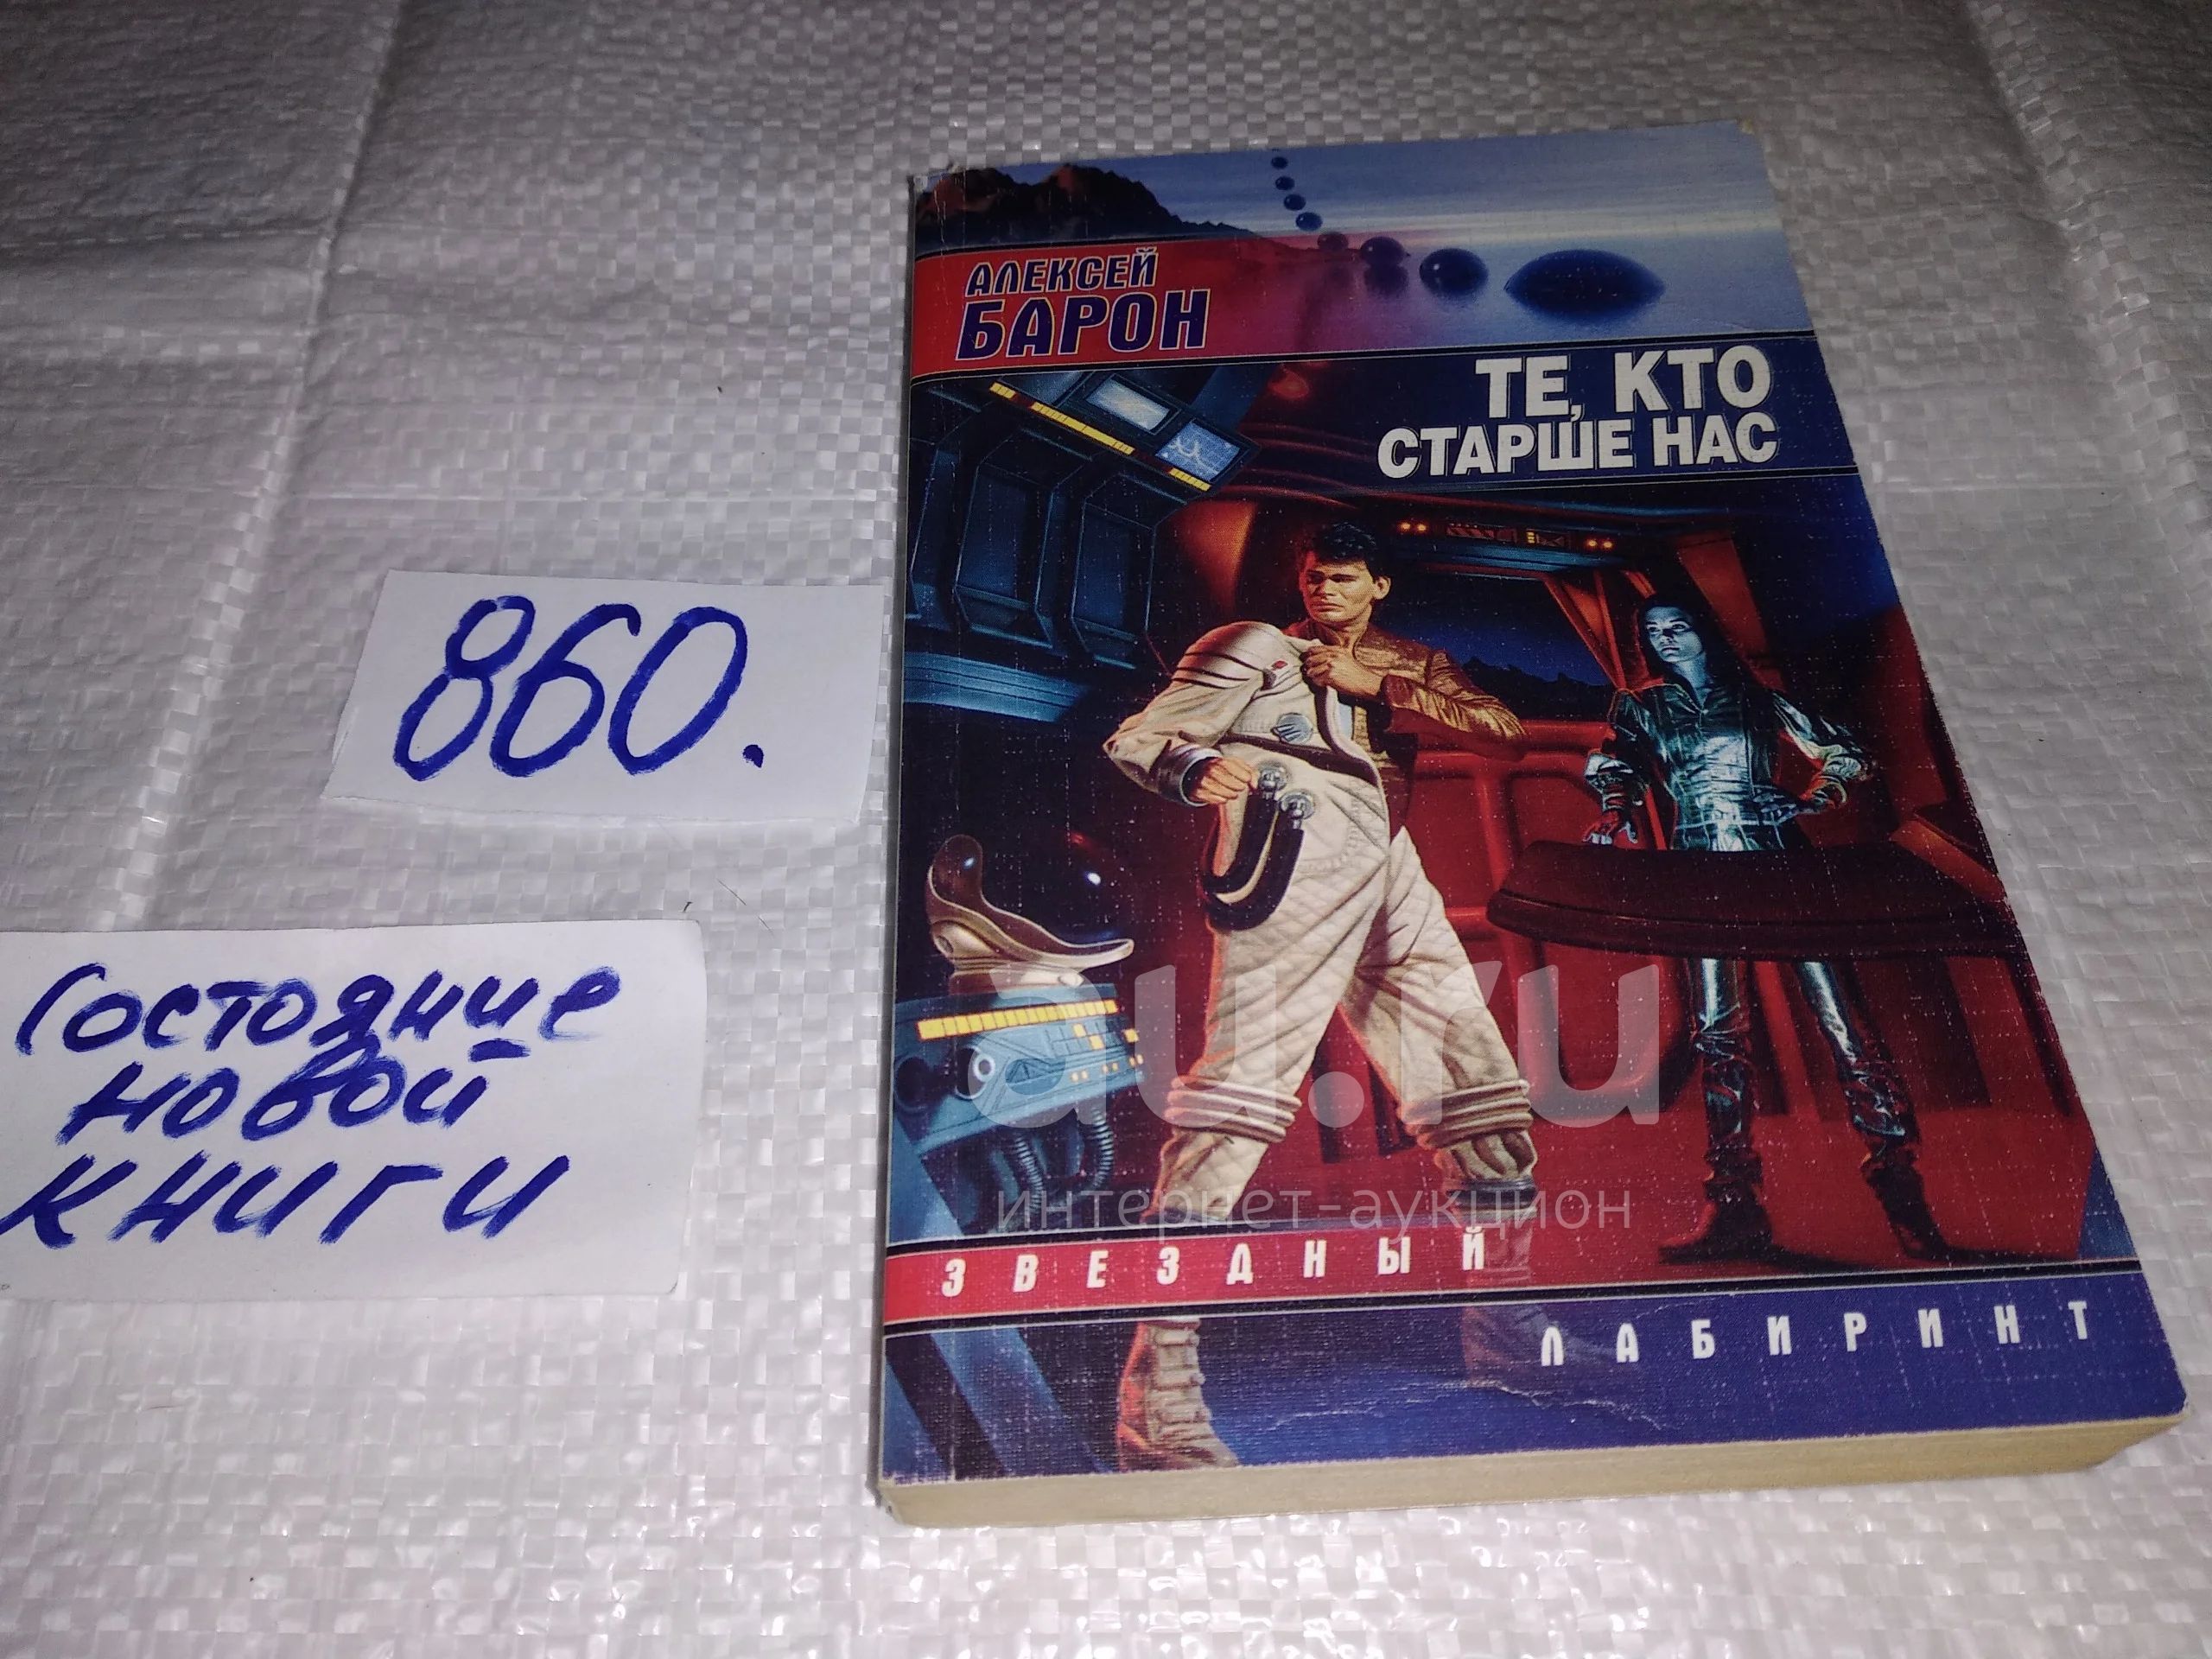 АЛЕКСЕЙ
БАРОН
ТЕ, КТО
СТАРШЕ НАС
860.
Состояние
новой
книги
au.ru
интернет-аукцион
ЗВЕЗДНЫЙ
ЛАБИРИНТ